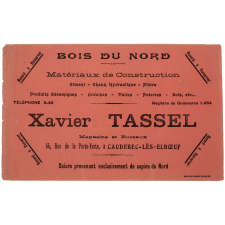 BOIS DU NORD
Matériaux de Construction
Ciment - Chaux Hydraulique - Plâtre
Produits Céramiques - Ardoises - Tuiles - Poteries - Bois, etc...
TÉLÉPHONE 3.44
Registre du Commerce 1.254
Xavier TASSEL
Magasins et Bureaux
55, Rue de la Porte-Verte, à CAUDEBEC-LÈS-ELBŒUF
Sciure provenant exclusivement de sapins du Nord